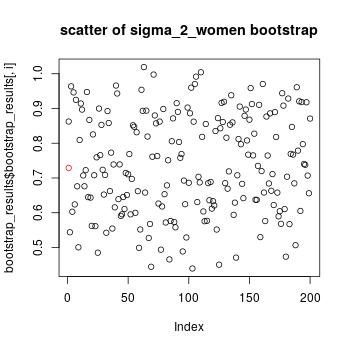 scatter of sigma_2_women bootstrap
bootstrap_results$bootstrap_results[, i]
1.0
0.9
0.8
0.7
0.6
0.5
0 50 100 150 200
Index